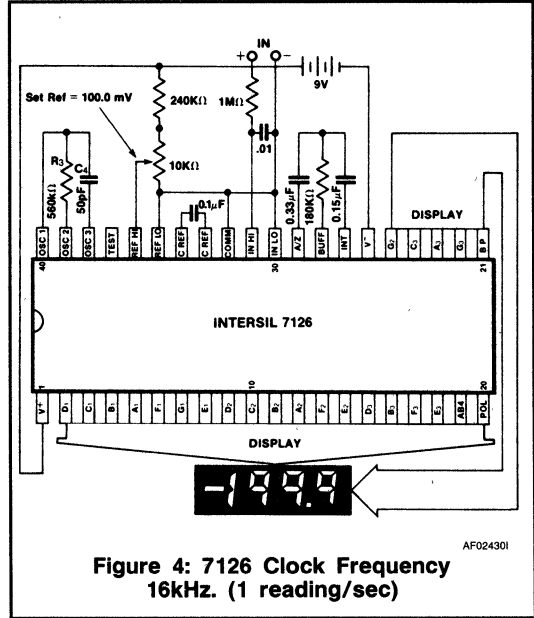 IN
+ -
9V
Set Ref = 100.0 mV
240KΩ
1MΩ
.01
10KΩ
R3
C4
560kΩ
50pF
0.1µF
0.33µF
180KΩ
0.15µF
DISPLAY
OSC 1
OSC 2
OSC 3
TEST
REF HI
REF LO
C REF
C REF
COMM
IN HI
IN LO
A/Z
BUFF
INT
V-
G2
C3
A3
G3
B P
40
30
21
INTERSIL 7126
1
10
20
V+
D1
C1
B1
A1
F1
G1
E1
D2
C2
B2
A2
F2
E2
D3
B3
F3
E3
AB4
POL
DISPLAY
-199.9
AF02430I
Figure 4: 7126 Clock Frequency
16kHz. (1 reading/sec)